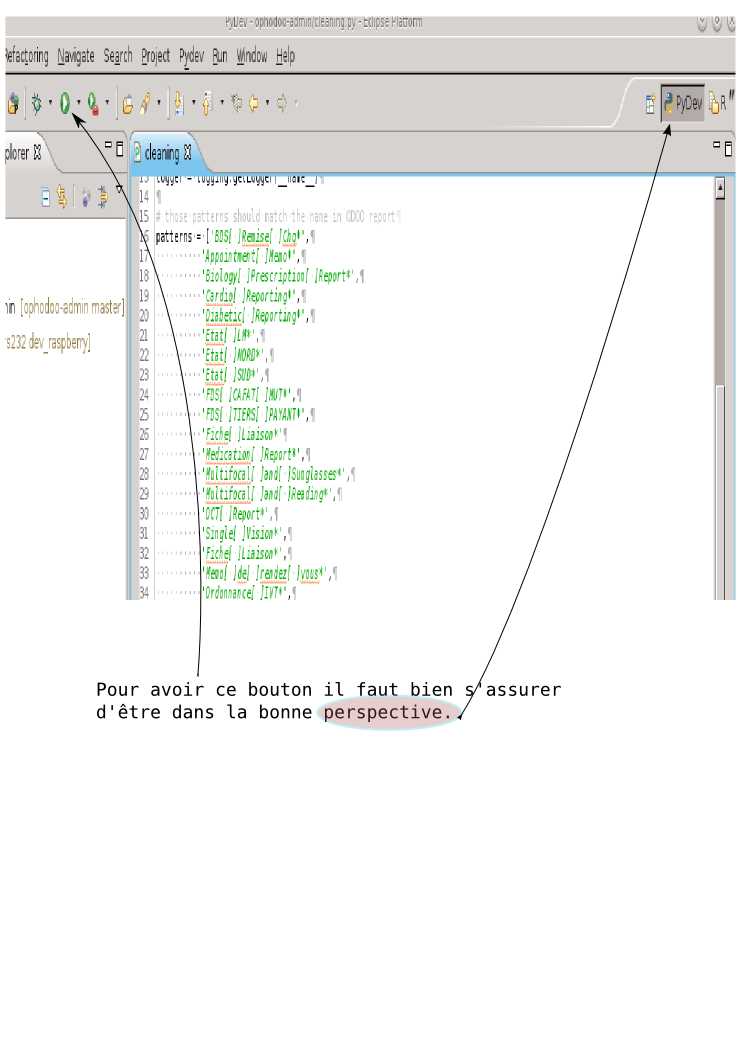 PyDev - ophodoo-admin/cleaning.py - Eclipse Platform
Refactoring Navigate Search Project Pydev Run Window Help
PyDev R
plorer cleaning
13 logger = logging.getLogger(__name__)¶
14 ¶
15 # those patterns should match the name in ODOO report¶
16 patterns = ['BDS[ ]Remise[ ]Chq*',¶
17 'Appointment[ ]Memo*',¶
18 'Biology[ ]Prescription[ ]Report*',¶
19 'Cardio[ ]Reporting*',¶
20 'Diabetic[ ]Reporting*',¶
21 'Etat[ ]LM*',¶
22 'Etat[ ]NORD*',¶
23 'Etat[ ]SUD*',¶
24 'FDS[ ]CAFAT[ ]MUT*',¶
25 'FDS[ ]TIERS[ ]PAYANT*',¶
26 'Fiche[ ]Liaison*'¶
27 'Medication[ ]Report*',¶
28 'Multifocal[ ]and[ ]Sunglasses*',¶
29 'Multifocal[ ]and[ ]Reading*',¶
30 'OCT[ ]Report*',¶
31 'Single[ ]Vision*',¶
32 'Fiche[ ]Liaison*',¶
33 'Memo[ ]de[ ]rendez[ ]vous*',¶
34 'Ordonnance[ ]IVT*',¶
min [ophodoo-admin master]
rs232 dev_raspberry]
Pour avoir ce bouton il faut bien s'assurer
d'être dans la bonne perspective.